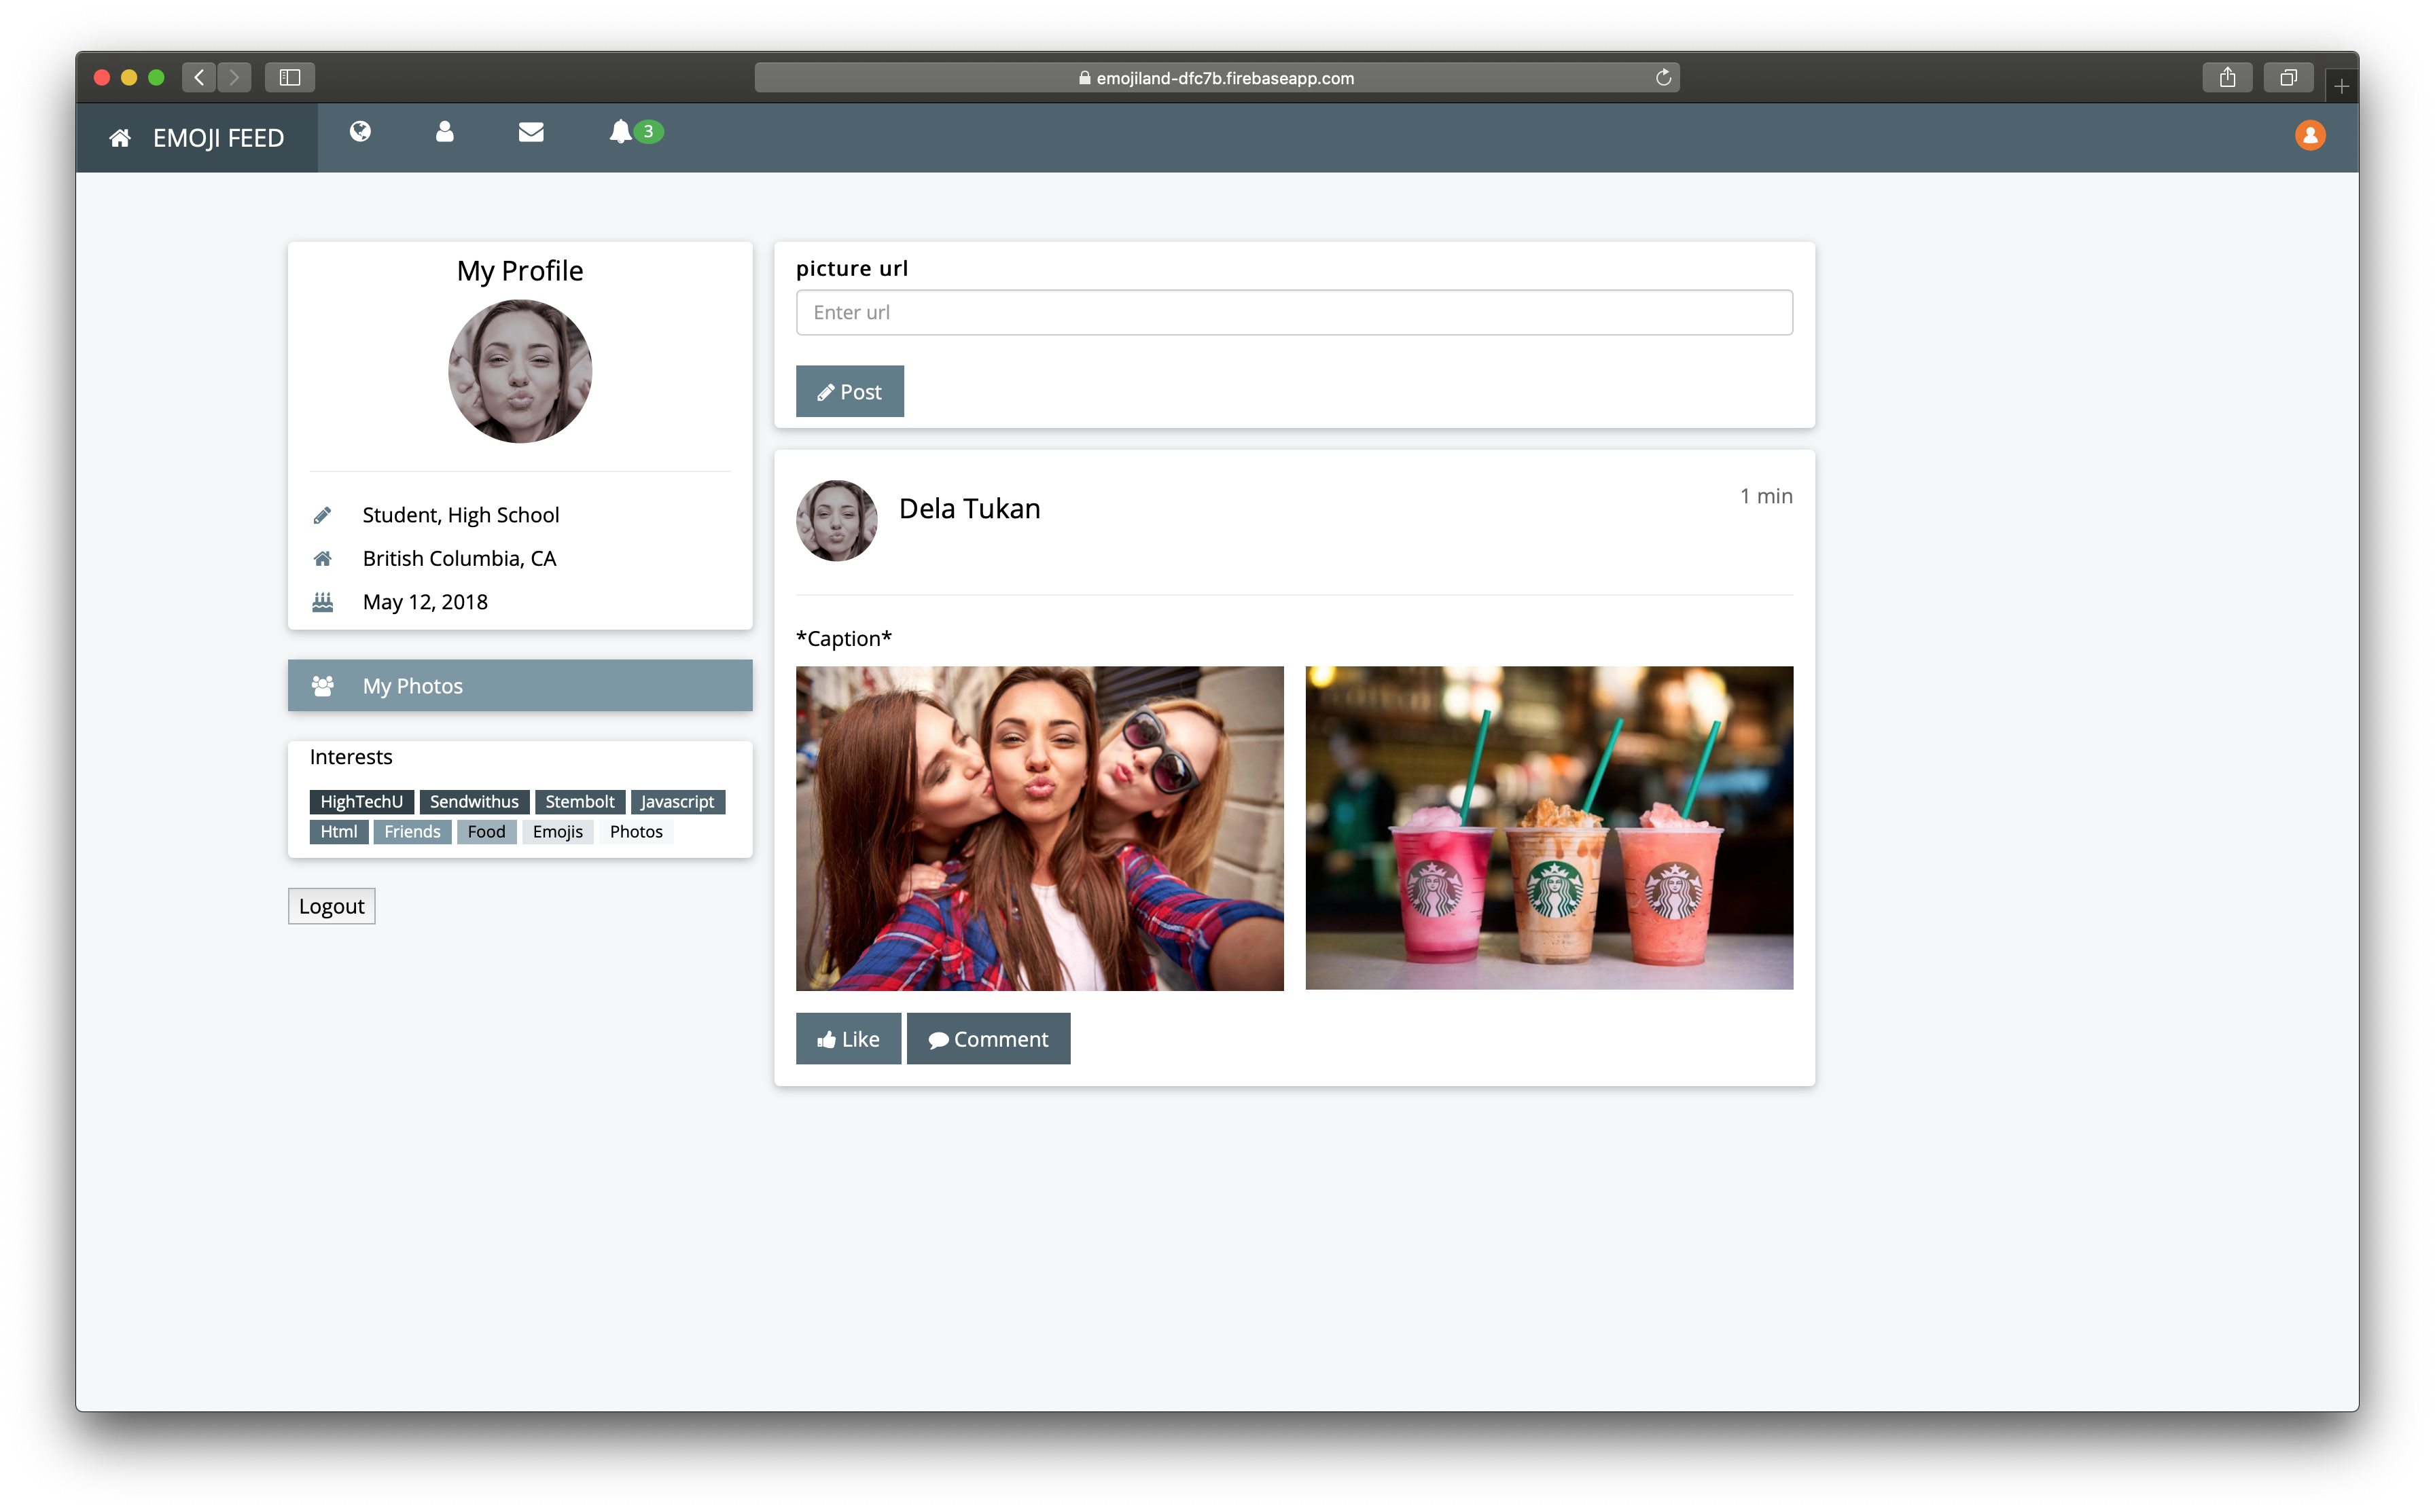 emojiland-dfc7b.firebaseapp.com
EMOJI FEED
3
My Profile
Student, High School
British Columbia, CA
May 12, 2018
My Photos
Interests
HighTechU Sendwithus Stembolt Javascript
Html Friends Food Emojis Photos
Logout
picture url
Enter url
Post
Dela Tukan
1 min
*Caption*
Like Comment